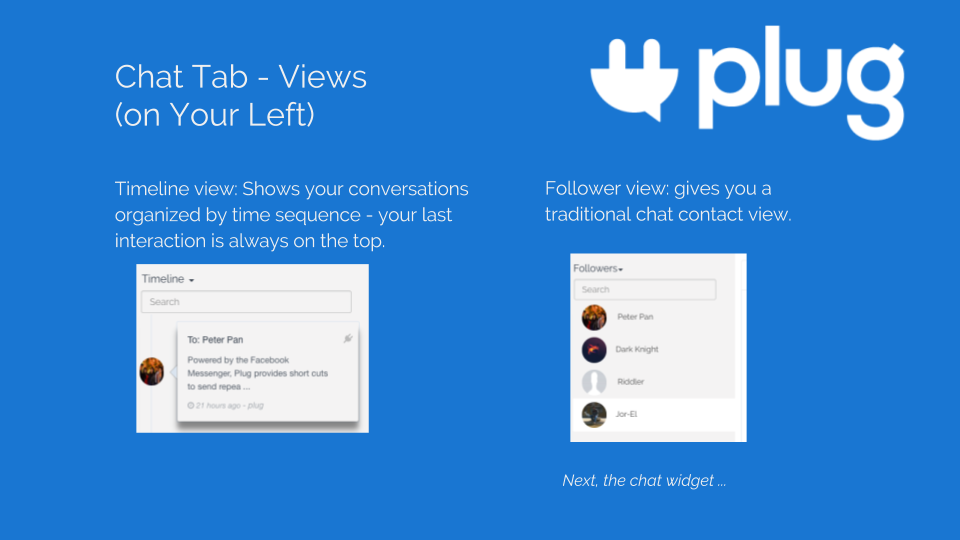 plug
Chat Tab - Views
(on Your Left)
Timeline view: Shows your conversations
organized by time sequence - your last
interaction is always on the top.
Timeline
Search
To: Peter Pan
Powered by the Facebook
Messenger, Plug provides short cuts
to send repea ...
21 hours ago - plug
Follower view: gives you a
traditional chat contact view.
Followers
Search
Peter Pan
Dark Knight
Riddler
Jor-El
Next, the chat widget ...